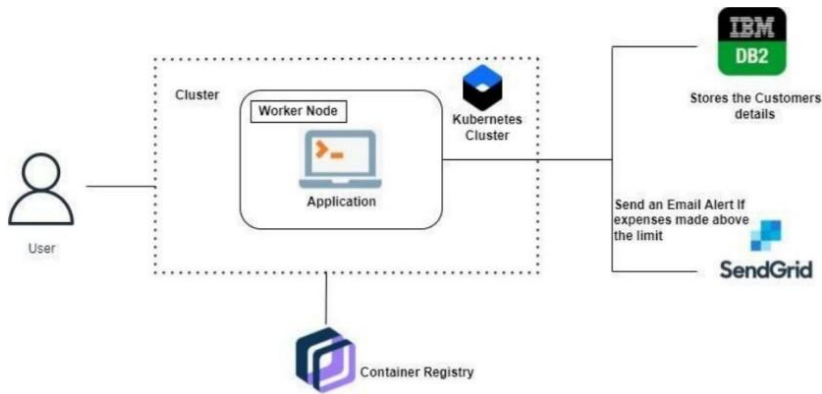 IBM
DB2
Stores the Customers
details
Cluster
Worker Node
Kubernetes
Cluster
Application
User
Send an Email Alert If
expenses made above
the limit
SendGrid
Container Registry